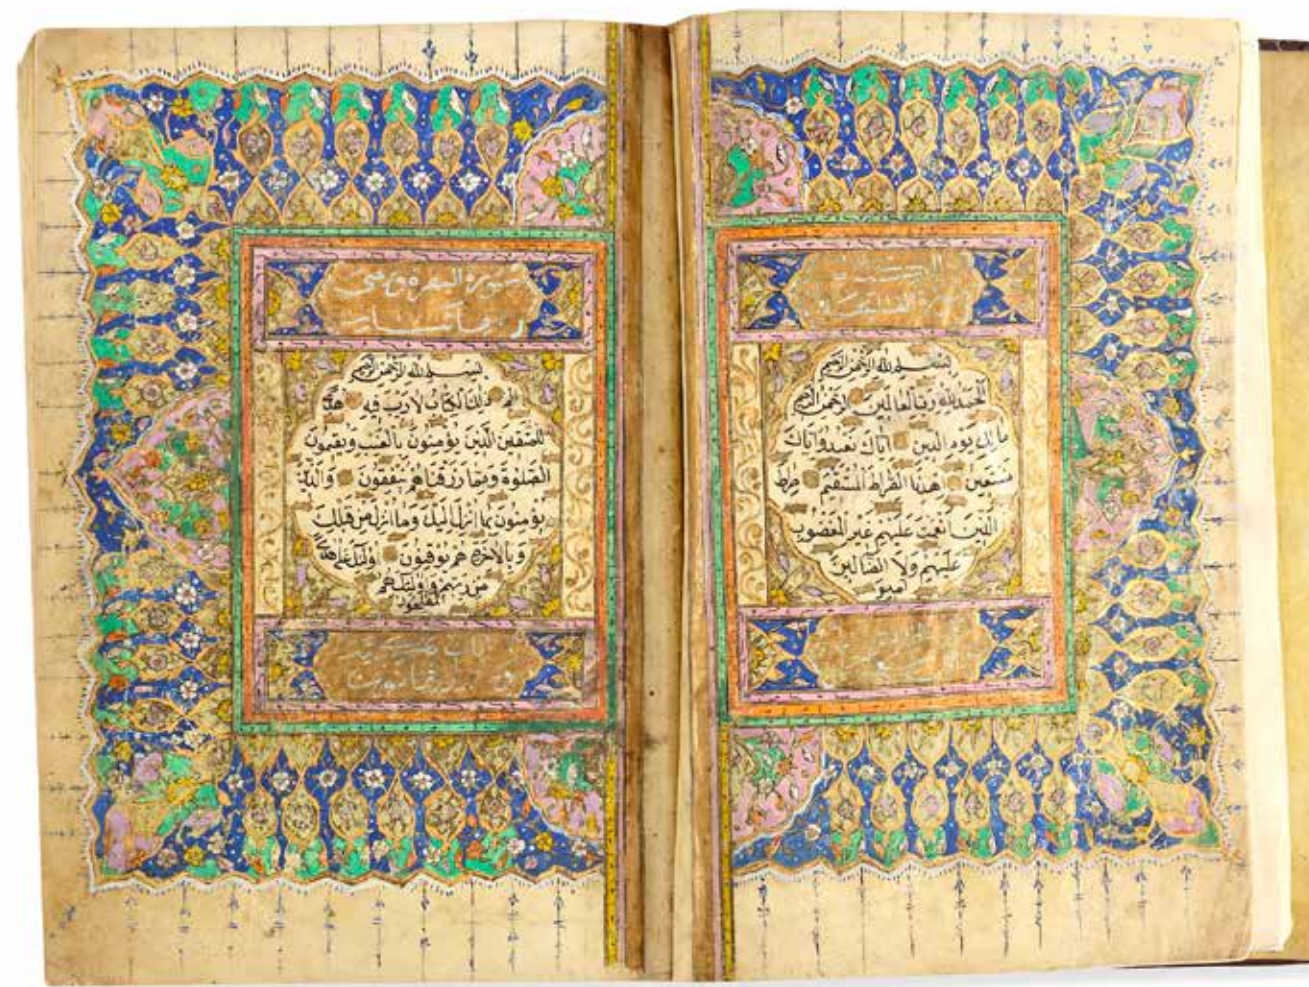 بسم الله الرحمن الرحيم
الحمد لله رب العالمين الرحمن الرحيم
مالك يوم الدين اياك نعبد واياك
نستعين اهدنا الصراط المستقيم صراط
الذين انعمت عليهم غير المغضوب
عليهم ولا الضالين
امين
سورة البقرة وهي
بسم الله الرحمن الرحيم
الم ذلك الكتاب لا ريب فيه هدى
للمتقين الذين يؤمنون بالغيب ويقيمون
الصلوة ومما رزقناهم ينفقون والذين
يؤمنون بما انزل اليك وما انزل من قبلك
وبالاخرة هم يوقنون اولئك على هدى
من ربهم واولئك هم
المفلحون